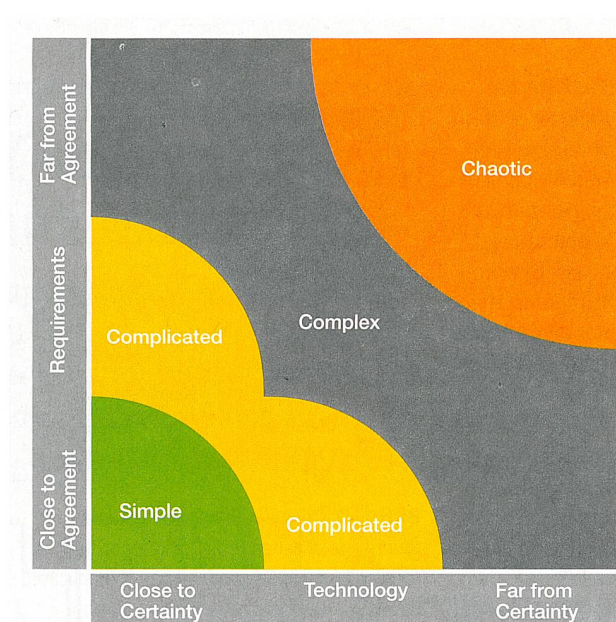 Far from
Agreement
Requirements
Close to
Agreement
Chaotic
Complex
Complicated
Simple
Complicated
Close to
Certainty
Technology
Far from
Certainty